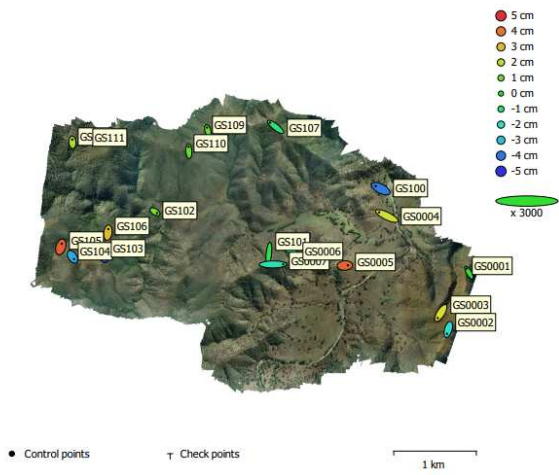 5 cm
4 cm
3 cm
2 cm
1 cm
0 cm
-1 cm
-2 cm
-3 cm
-4 cm
-5 cm
x 3000
GS109
GS107
GS
GS111
GS110
GS100
GS102
GS0004
GS106
GS105
GS103
GS104
GS101
GS0006
GS0007
GS0005
GS0001
GS0003
GS0002
Control points
Check points
1 km